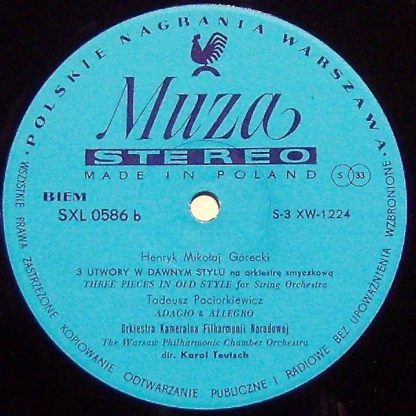 • POLSKIE NAGRANIA WARSZAWA •
Muza
STEREO
MADE IN POLAND
S 33
BIEM
SXL 0586 b
S-3 XW-1224
Henryk Mikołaj Górecki
3 UTWORY W DAWNYM STYLU na orkiestrę smyczkową
THREE PIECES IN OLD STYLE for String Orchestra
Tadeusz Paciorkiewicz
ADAGIO & ALLEGRO
Orkiestra Kameralna Filharmonii Narodowej
The Warsaw Philharmonic Chamber Orchestra
dir. Karol Teutsch
WSZYSTKIE PRAWA ZASTRZEŻONE KOPIOWANIE ODTWARZANIE PUBLICZNE I RADIOWE BEZ UPOWAŻNIENIA WZBRONIONE